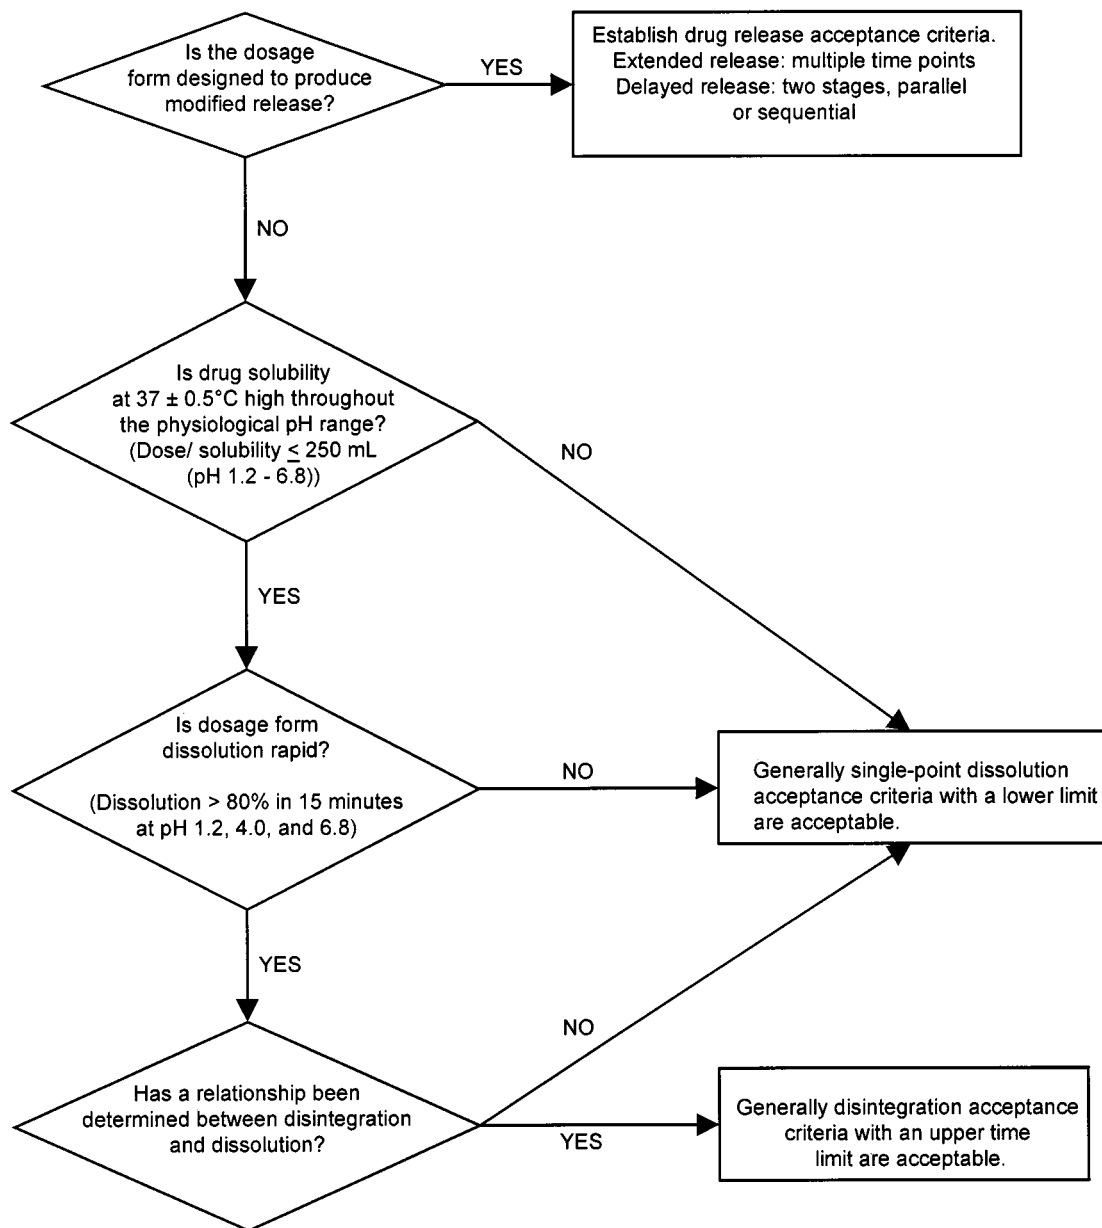 Is the dosage
form designed to produce
modified release?
YES
Establish drug release acceptance criteria.
Extended release: multiple time points
Delayed release: two stages, parallel
or sequential
NO
Is drug solubility
at 37 ± 0.5°C high throughout
the physiological pH range?
(Dose/ solubility ≤ 250 mL
(pH 1.2 - 6.8))
NO
YES
Is dosage form
dissolution rapid?
(Dissolution > 80% in 15 minutes
at pH 1.2, 4.0, and 6.8)
NO
Generally single-point dissolution
acceptance criteria with a lower limit
are acceptable.
YES
NO
Has a relationship been
determined between disintegration
and dissolution?
YES
Generally disintegration acceptance
criteria with an upper time
limit are acceptable.